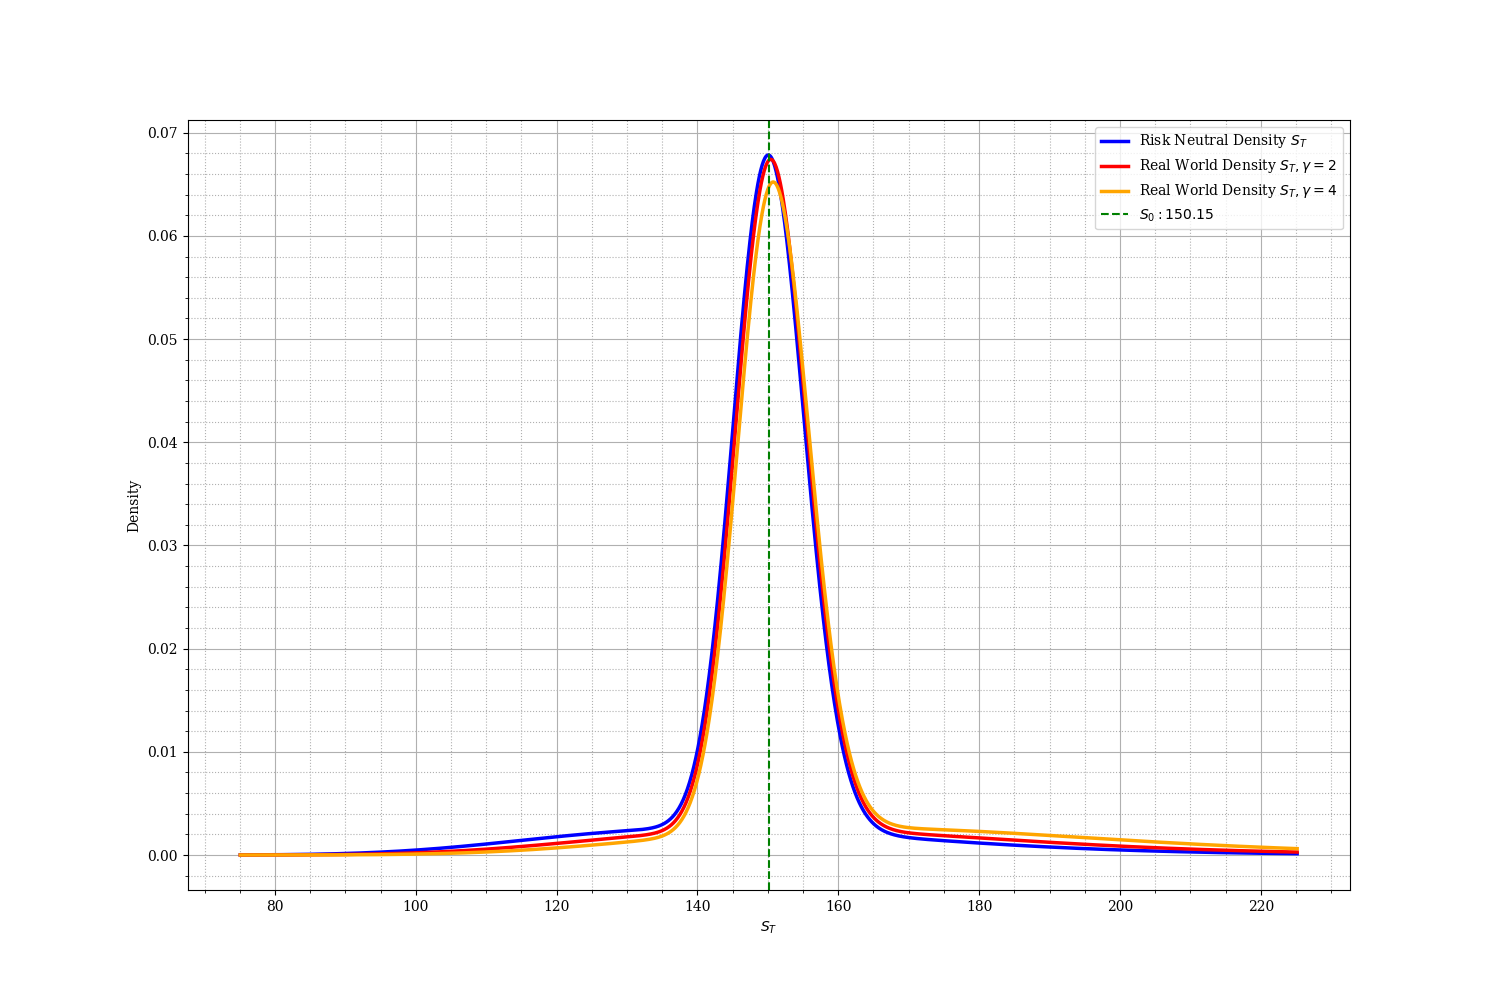 Risk Neutral Density S_T
Real World Density S_T, γ = 2
Real World Density S_T, γ = 4
S_0 : 150.15
0.07
0.06
0.05
0.04
0.03
0.02
0.01
0.00
Density
80 100 120 140 160 180 200 220
S_T